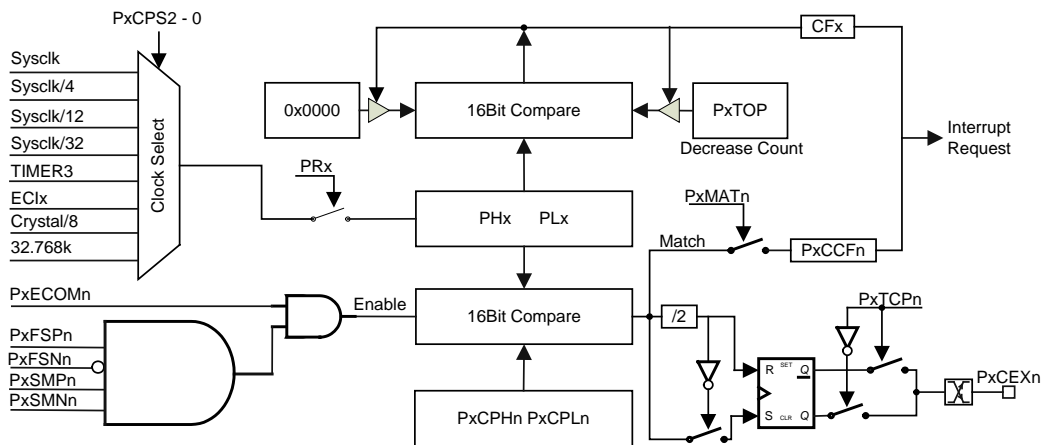 PxCPS2 - 0
Sysclk
Sysclk/4
Sysclk/12
Sysclk/32
TIMER3
ECIx
Crystal/8
32.768k
Clock Select
PRx
0x0000
16Bit Compare
PxTOP
Decrease Count
CFx
Interrupt
Request
PHx PLx
PxMATn
Match
PxCCFn
PxECOMn
Enable
16Bit Compare
/2
PxTCPn
PxFSPn
PxFSNn
PxSMPn
PxSMNn
PxCPHn PxCPLn
R SET Q
S CLR Q
PxCEXn